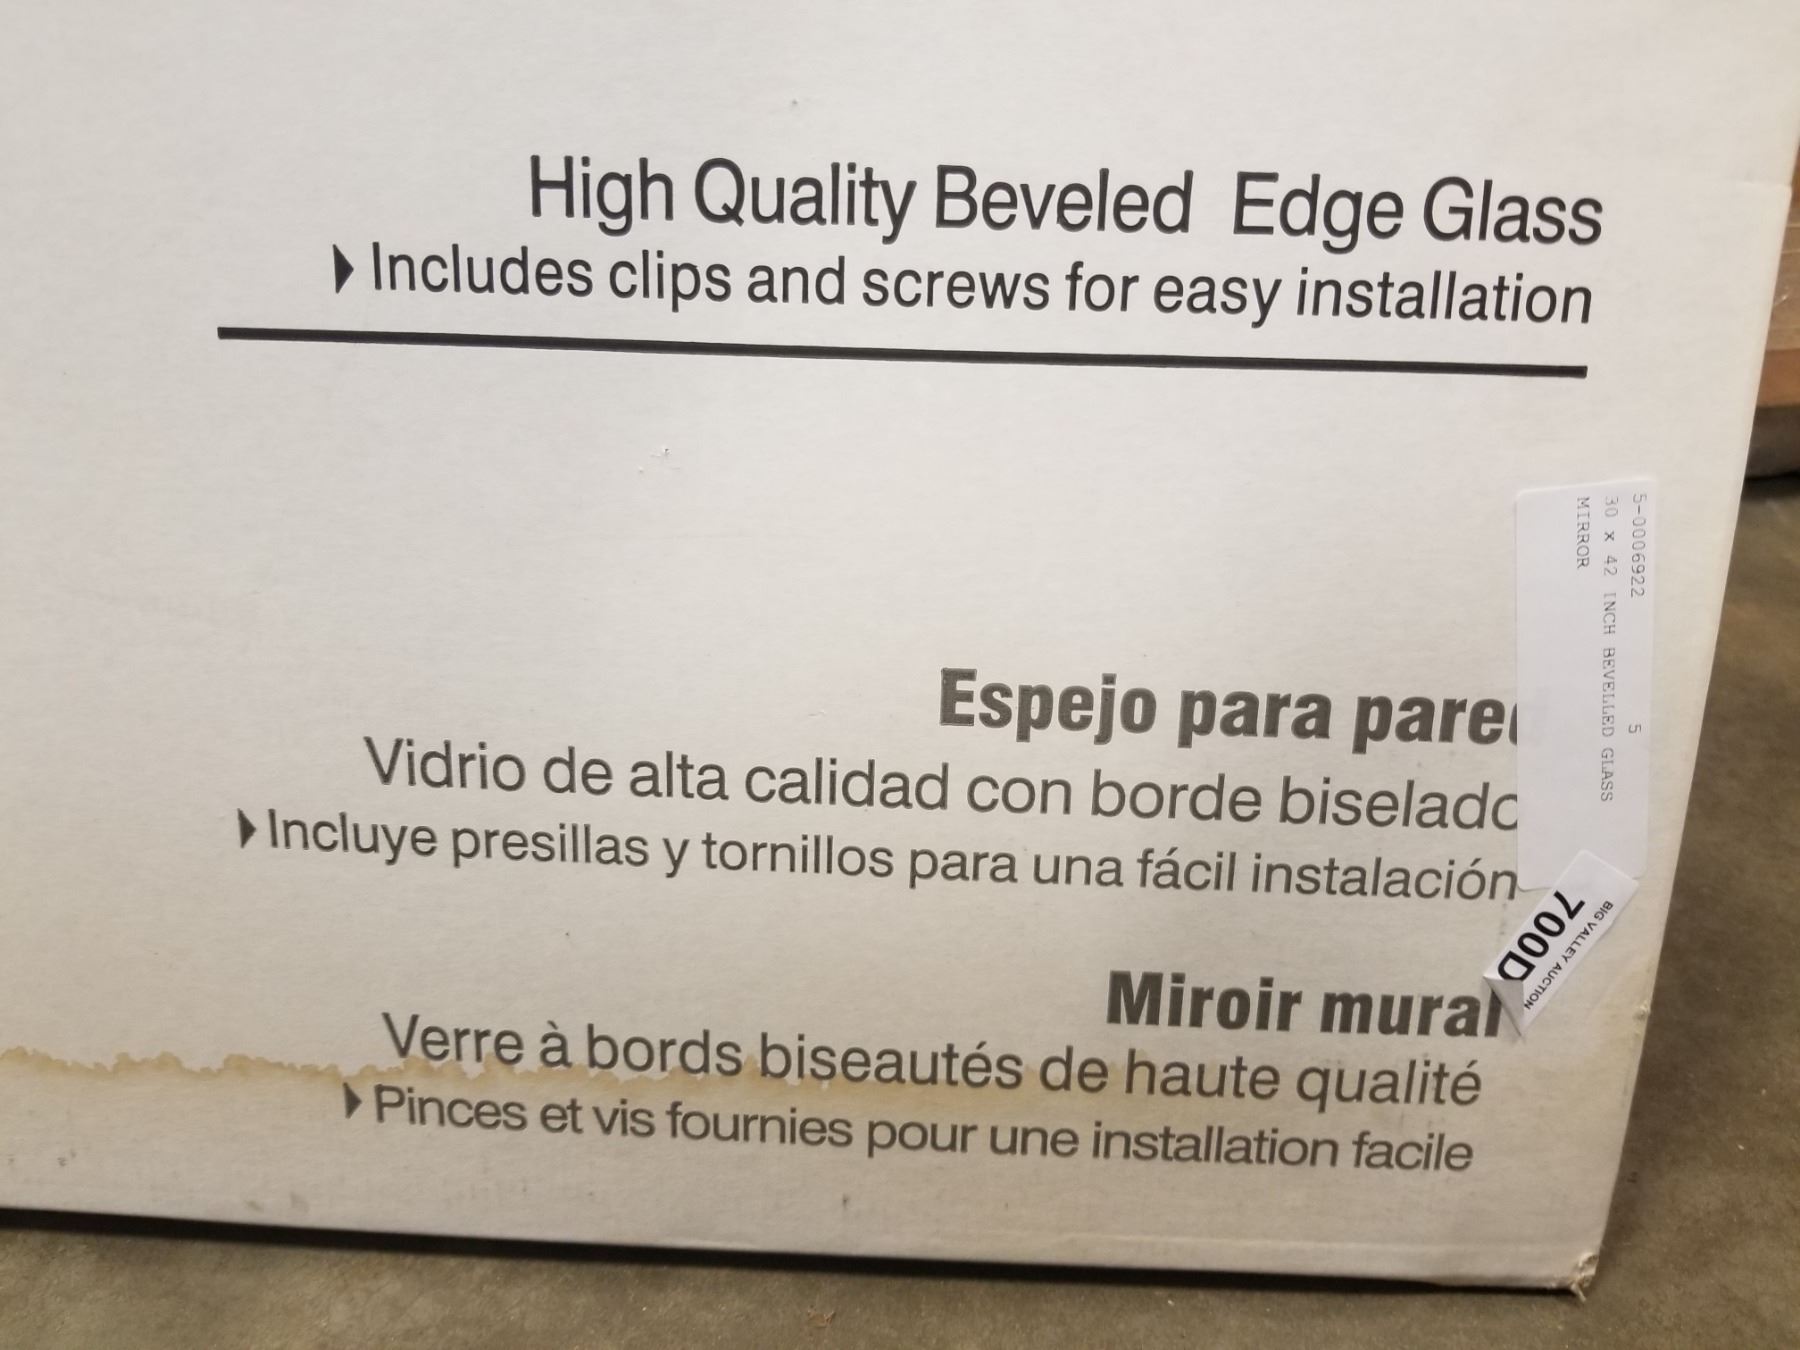 High Quality Beveled Edge Glass
Includes clips and screws for easy installation
Espejo para
Vidrio de alta calidad con borde
Incluye presillas y tornillos para una fácil instalación
Miroir mural
Verre à bords biseautés de haute qualité
Pinces et vis fournies pour une installation facile
5-0006922 5
30 x 42 INCH BEVELLED GLASS
MIRROR
BIG VALLEY AUCTION
700D